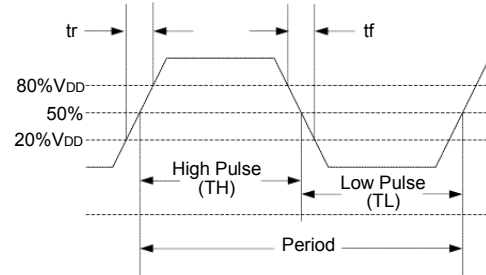 tr
tf
80%VDD
50%
20%VDD
High Pulse
(TH)
Low Pulse
(TL)
Period